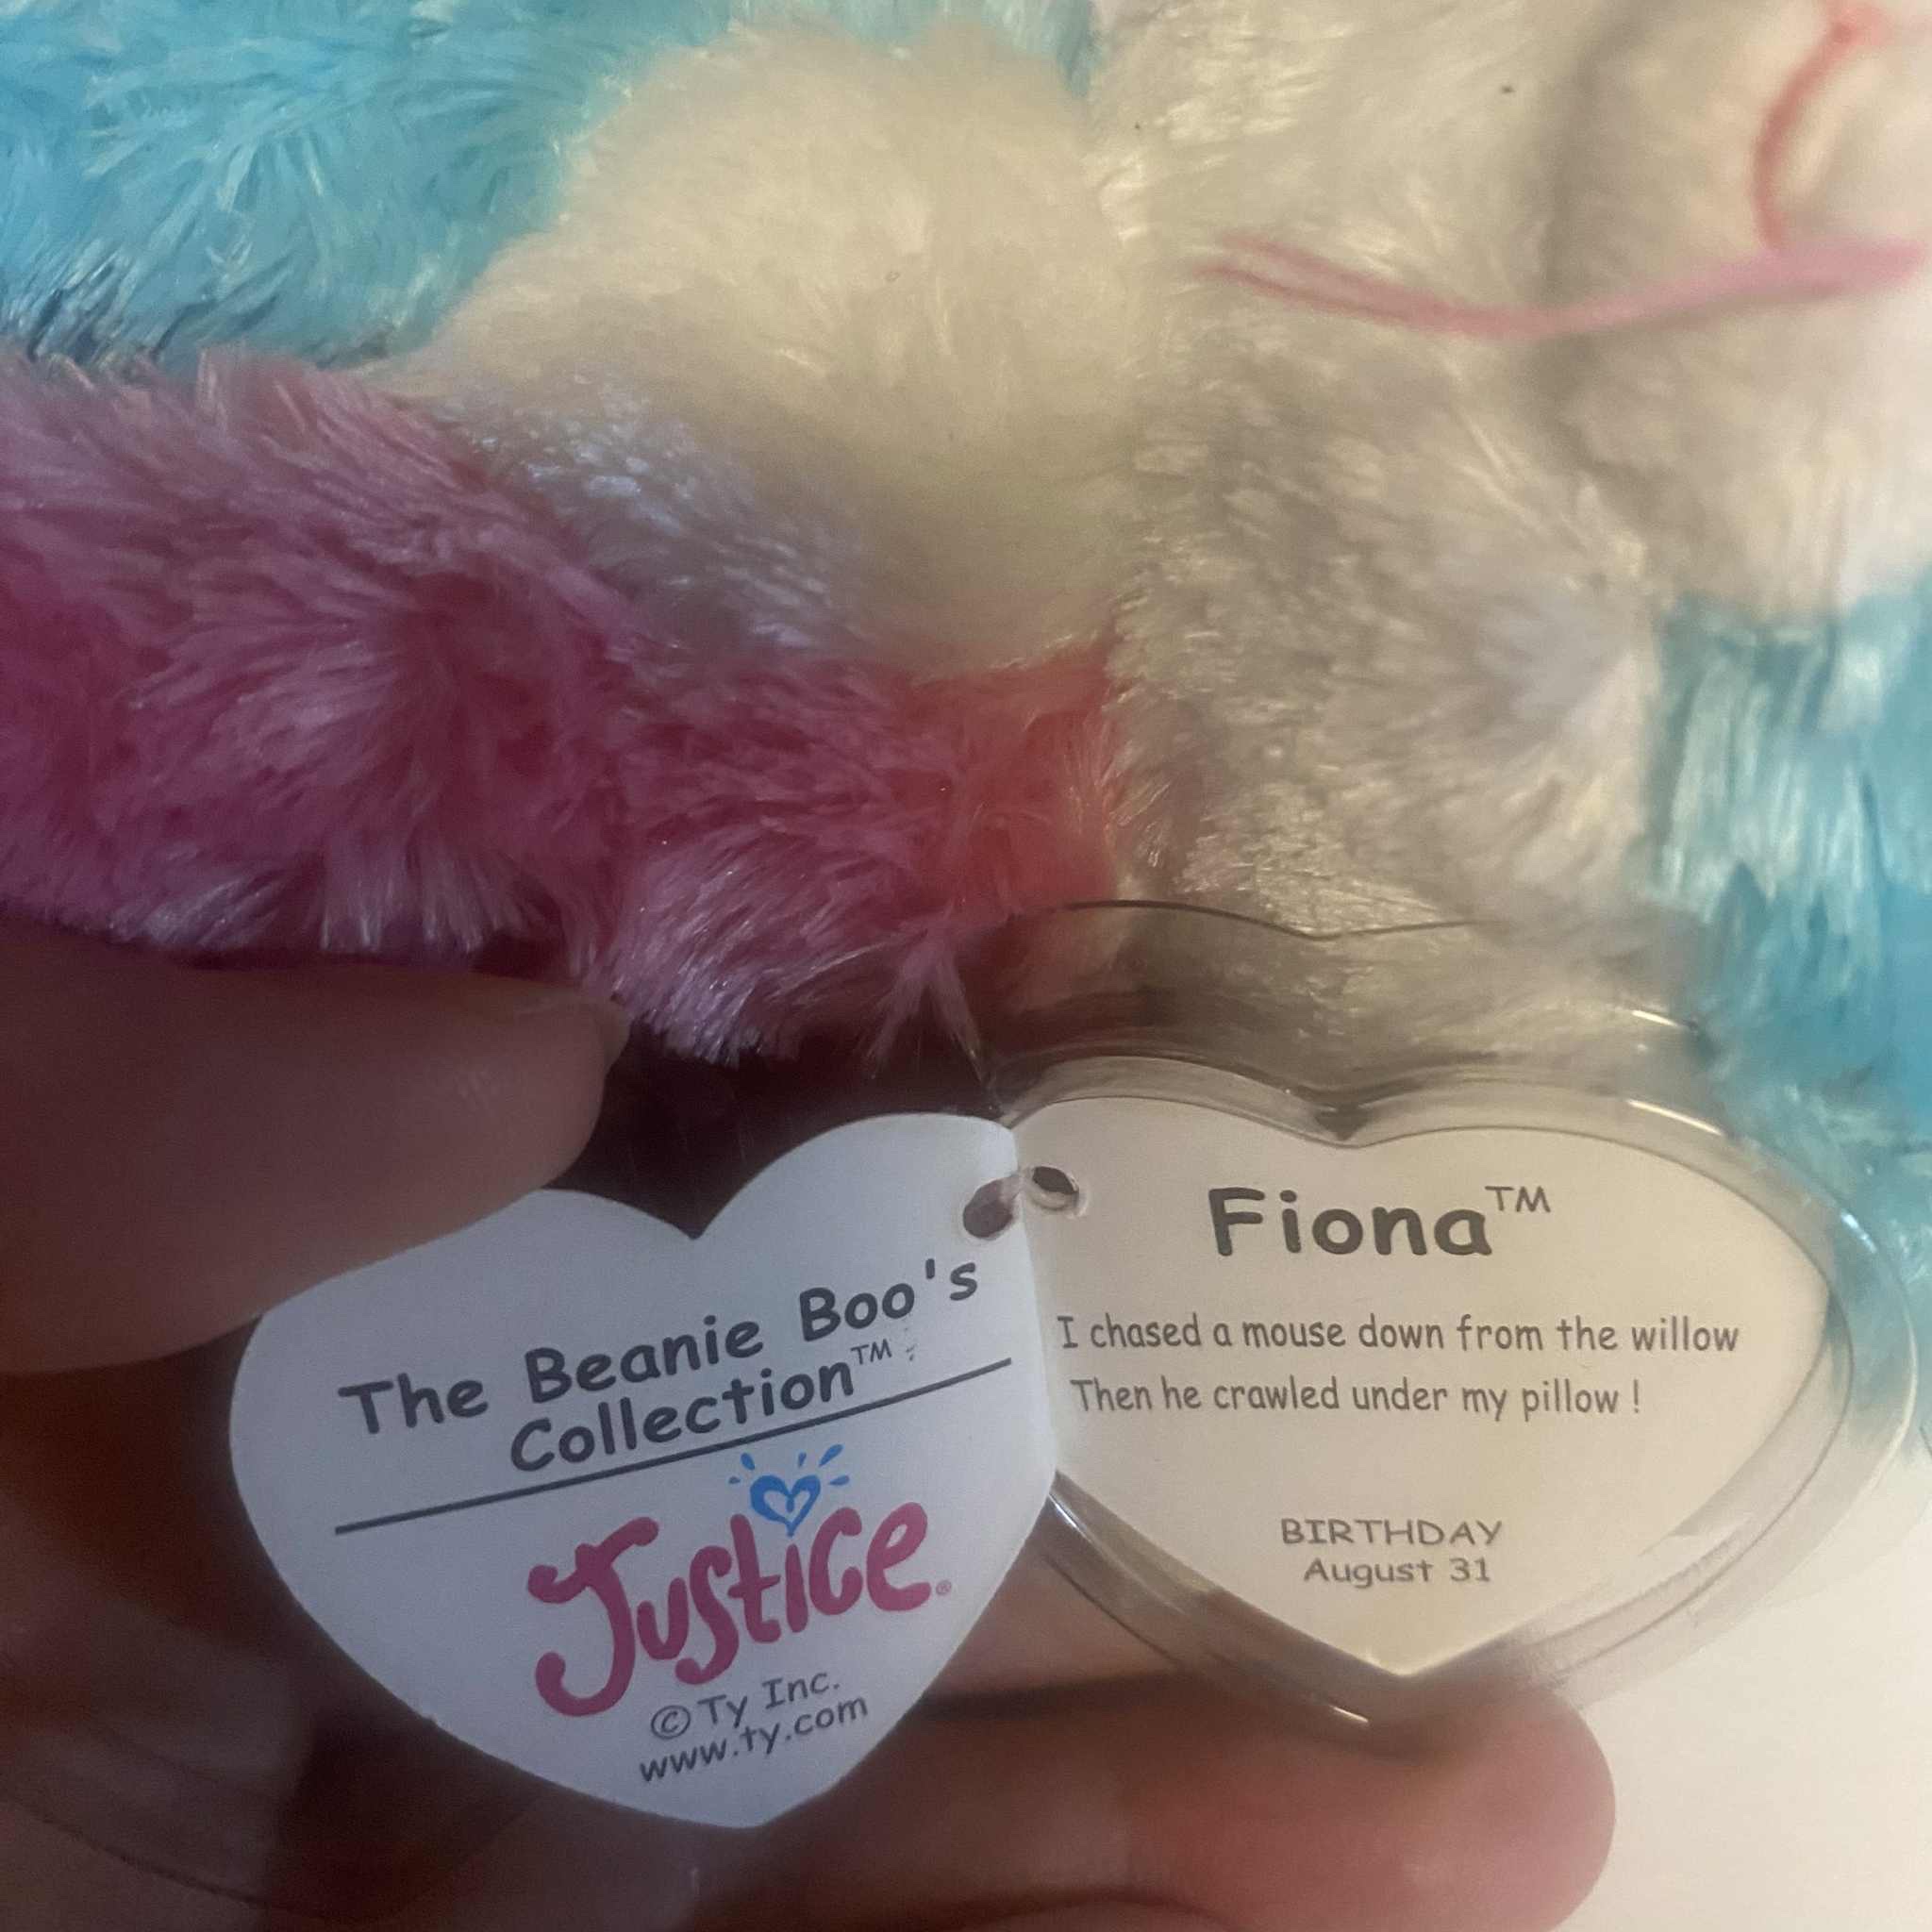 The Beanie Boo's
Collection™
Justice®
© Ty Inc.
www.ty.com
Fiona™
I chased a mouse down from the willow
Then he crawled under my pillow !
BIRTHDAY
August 31